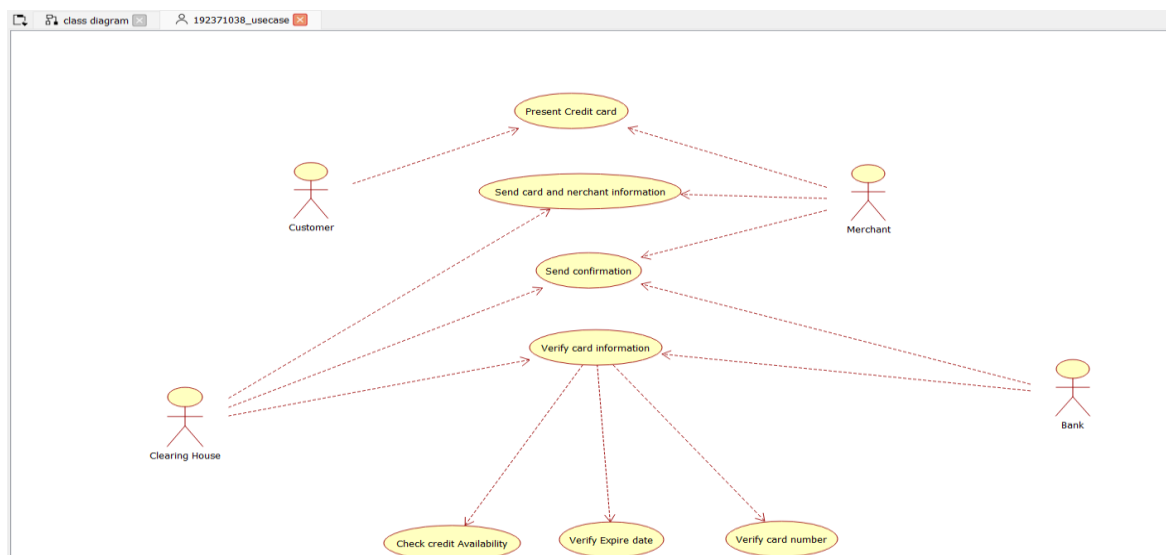 class diagram
192371038_usecase
Present Credit card
Send card and nerchant information
Customer
Merchant
Send confirmation
Verify card information
Clearing House
Bank
Check credit Availability
Verify Expire date
Verify card number